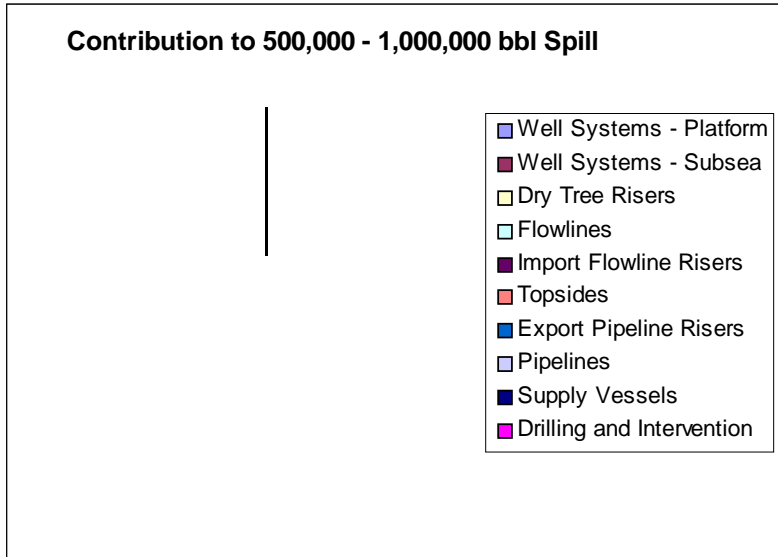 Contribution to 500,000 - 1,000,000 bbl Spill
Well Systems - Platform
Well Systems - Subsea
Dry Tree Risers
Flowlines
Import Flowline Risers
Topsides
Export Pipeline Risers
Pipelines
Supply Vessels
Drilling and Intervention